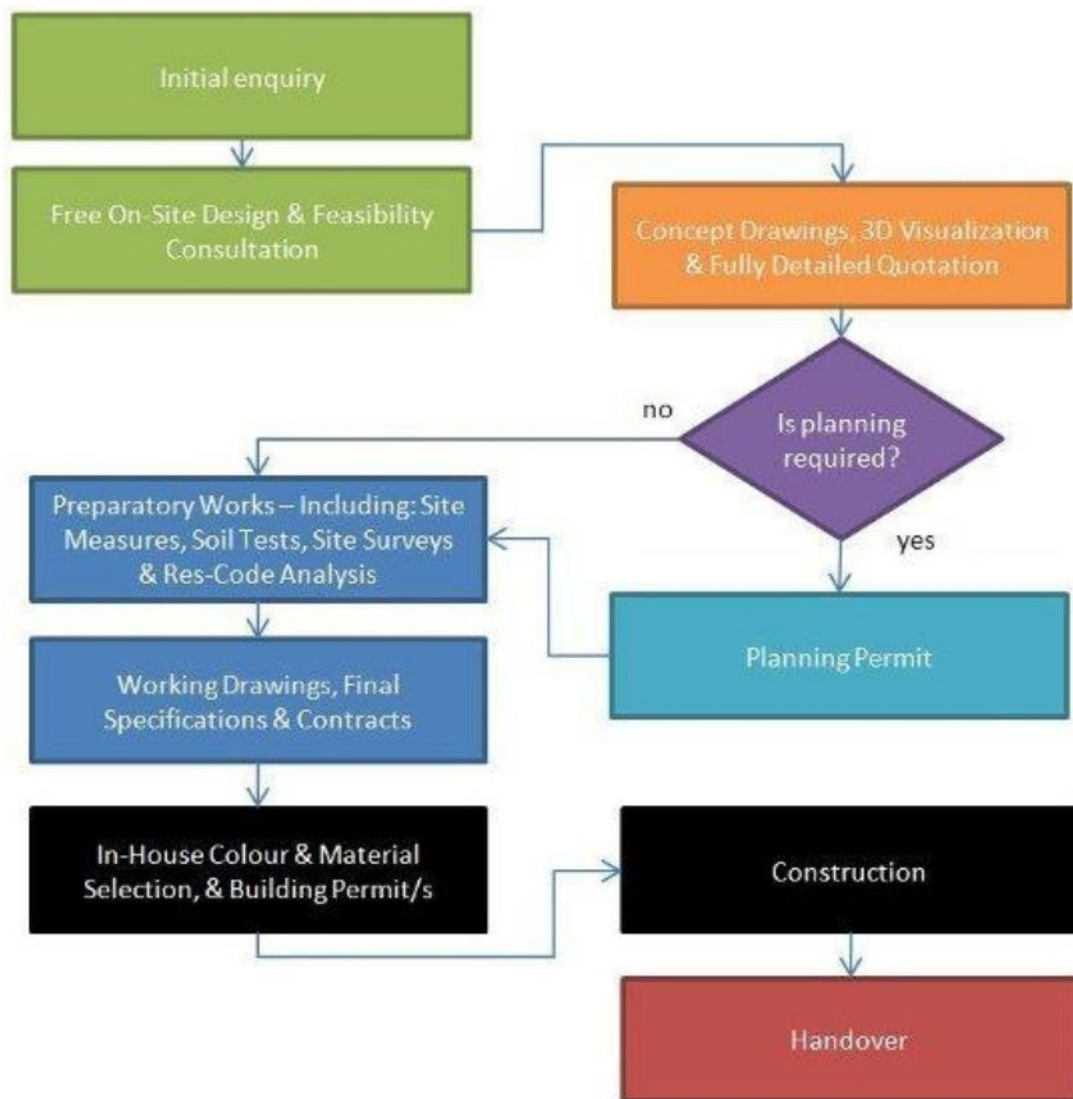 Initial enquiry
Free On-Site Design & Feasibility
Consultation
Concept Drawings, 3D Visualization
& Fully Detailed Quotation
Is planning
required?
no
yes
Preparatory Works – Including: Site
Measures, Soil Tests, Site Surveys
& Res-Code Analysis
Planning Permit
Working Drawings, Final
Specifications & Contracts
In-House Colour & Material
Selection, & Building Permit/s
Construction
Handover